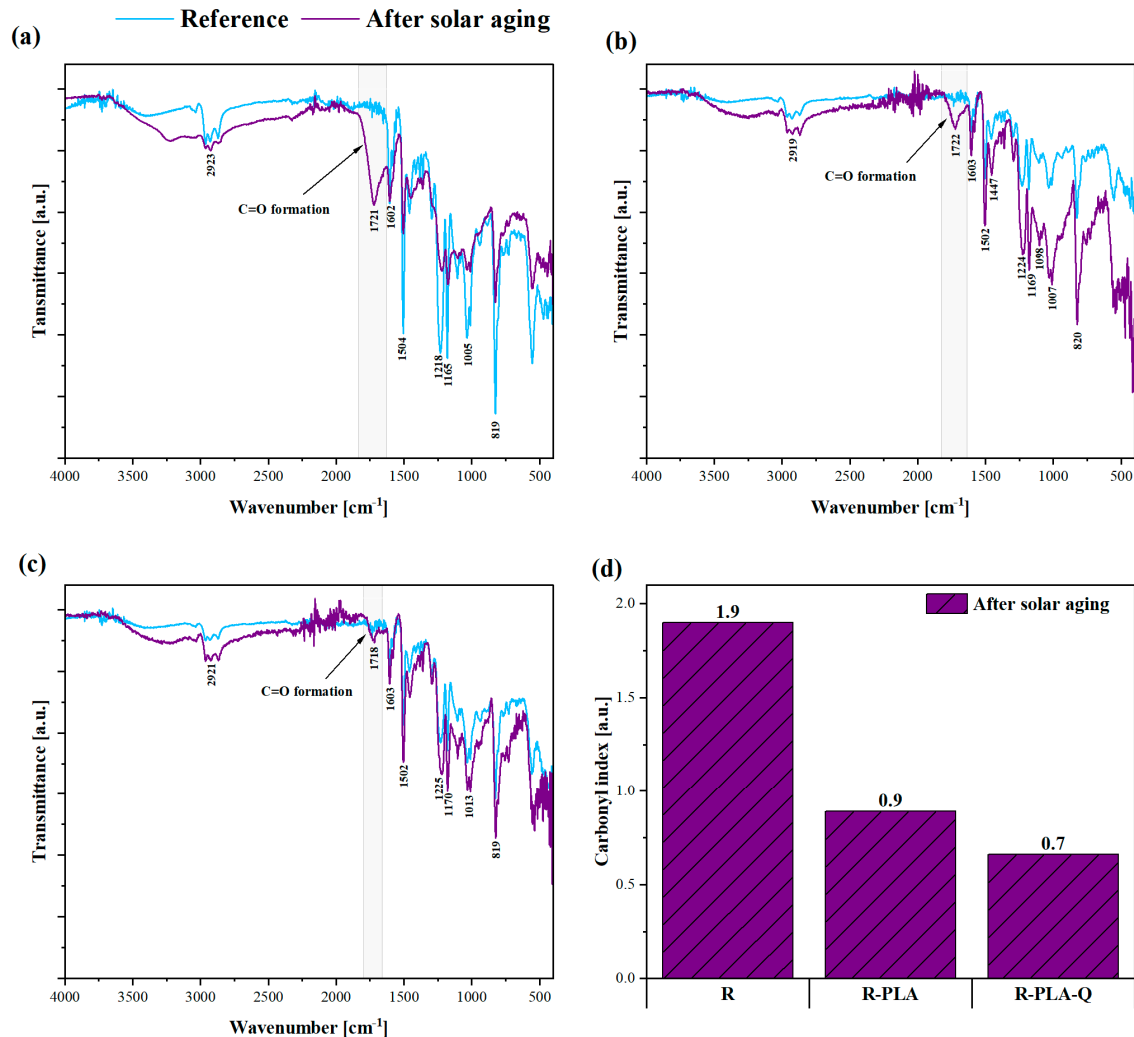 Reference After solar aging
(a)
Tansmittance [a.u.]
C=O formation
2923
1721
1602
1504
1218
1165
1005
819
4000 3500 3000 2500 2000 1500 1000 500
Wavenumber [cm-1]
(b)
Transmittance [a.u.]
C=O formation
2919
1722
1603
1502
1447
1224
1169
1098
1007
820
4000 3500 3000 2500 2000 1500 1000 500
Wavenumber [cm-1]
(c)
Transmittance [a.u.]
C=O formation
2921
1718
1603
1502
1225
1170
1013
819
4000 3500 3000 2500 2000 1500 1000 500
Wavenumber [cm-1]
(d)
After solar aging
Carbonyl index [a.u.]
2.0
1.5
1.0
0.5
0.0
1.9
0.9
0.7
R R-PLA R-PLA-Q